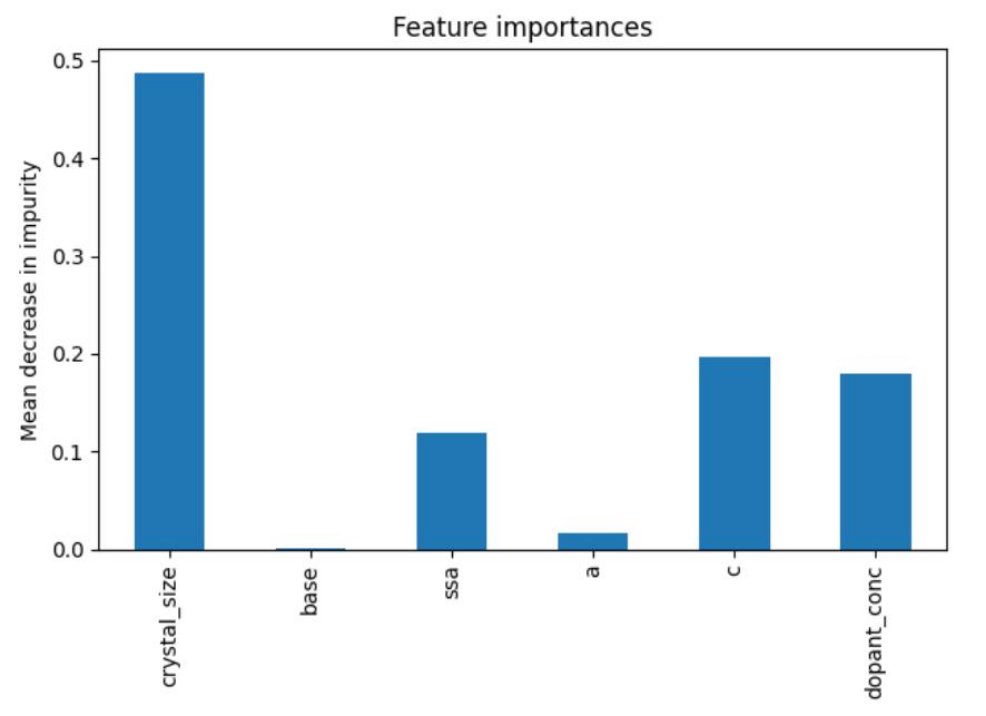 Feature importances
Mean decrease in impurity
0.5
0.4
0.3
0.2
0.1
0.0
crystal_size
base
ssa
a
c
dopant_conc